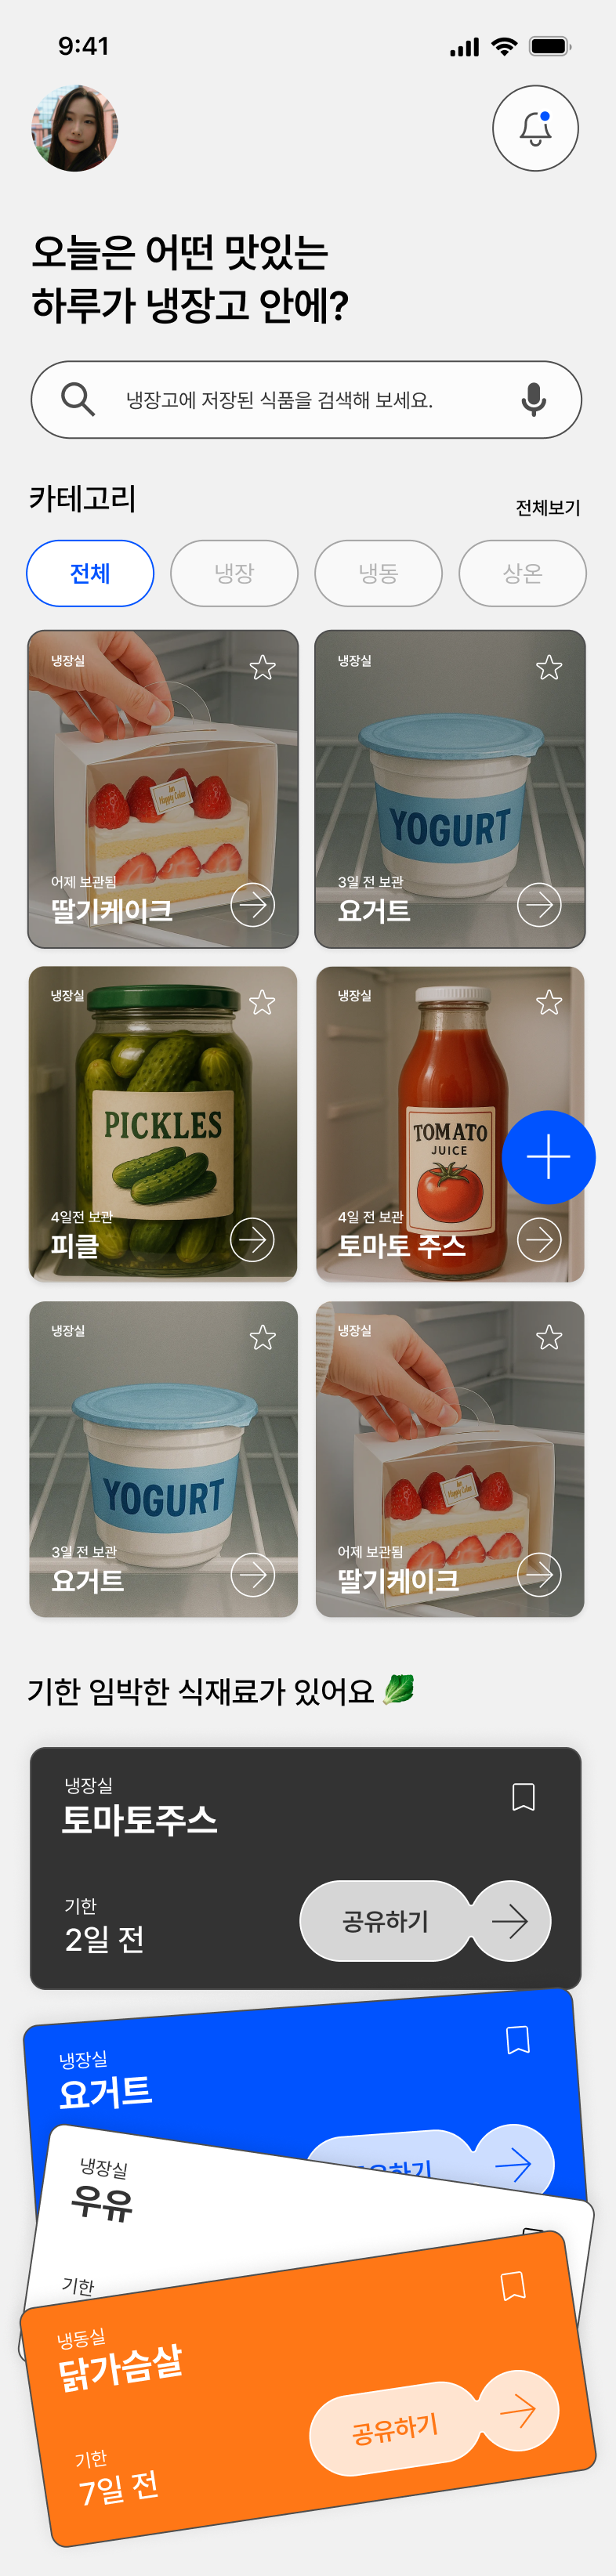 9:41
오늘은 어떤 맛있는
하루가 냉장고 안에?
냉장고에 저장된 식품을 검색해 보세요.
카테고리
전체보기
전체
냉장
냉동
상온
냉장실
어제 보관됨
딸기케이크
냉장실
YOGURT
3일 전 보관
요거트
냉장실
PICKLES
4일전 보관
피클
냉장실
TOMATO
JUICE
4일 전 보관
토마토 주스
냉장실
YOGURT
3일 전 보관
요거트
냉장실
어제 보관됨
딸기케이크
기한 임박한 식재료가 있어요
냉장실
토마토주스
기한
2일 전
공유하기
냉장실
요거트
공유하기
냉장실
우유
기한
냉동실
닭가슴살
기한
7일 전
공유하기